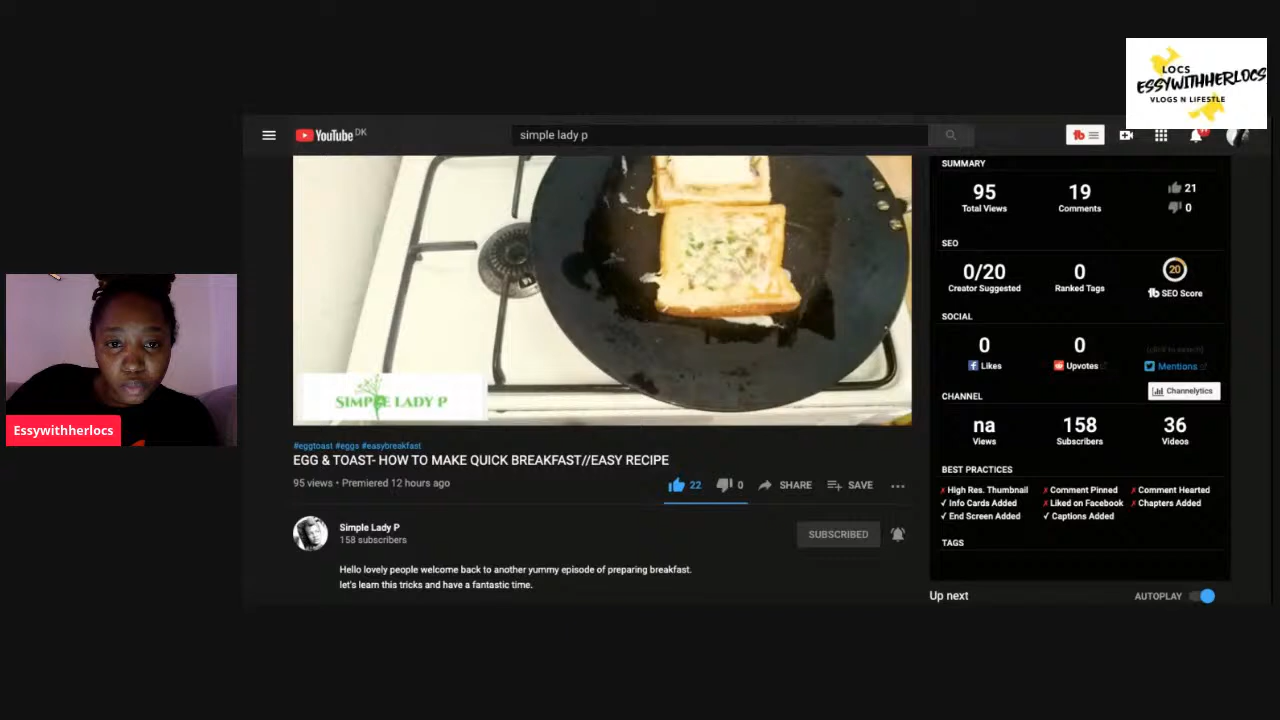 LOCS
ESSYWITHHERLOCS
VLOGS N LIFESTLE
YouTube DK
simple lady p
SIMPLE LADY P
#eggtoast #eggs #easybreakfast
EGG & TOAST- HOW TO MAKE QUICK BREAKFAST//EASY RECIPE
95 views • Premiered 12 hours ago
22
0
SHARE
SAVE
Simple Lady P
158 subscribers
SUBSCRIBED
Hello lovely people welcome back to another yummy episode of preparing breakfast.
let's learn this tricks and have a fantastic time.
Essywithherlocs
SUMMARY
95 19 21
Total Views Comments 0
SEO
0/20 0 20
Creator Suggested Ranked Tags tb SEO Score
SOCIAL
0 0 (click to search)
Likes Upvotes Mentions
CHANNEL Channelytics
na 158 36
Views Subscribers Videos
BEST PRACTICES
✗ High Res. Thumbnail ✗ Comment Pinned ✗ Comment Hearted
✓ Info Cards Added ✗ Liked on Facebook ✗ Chapters Added
✓ End Screen Added ✓ Captions Added
TAGS
Up next AUTOPLAY